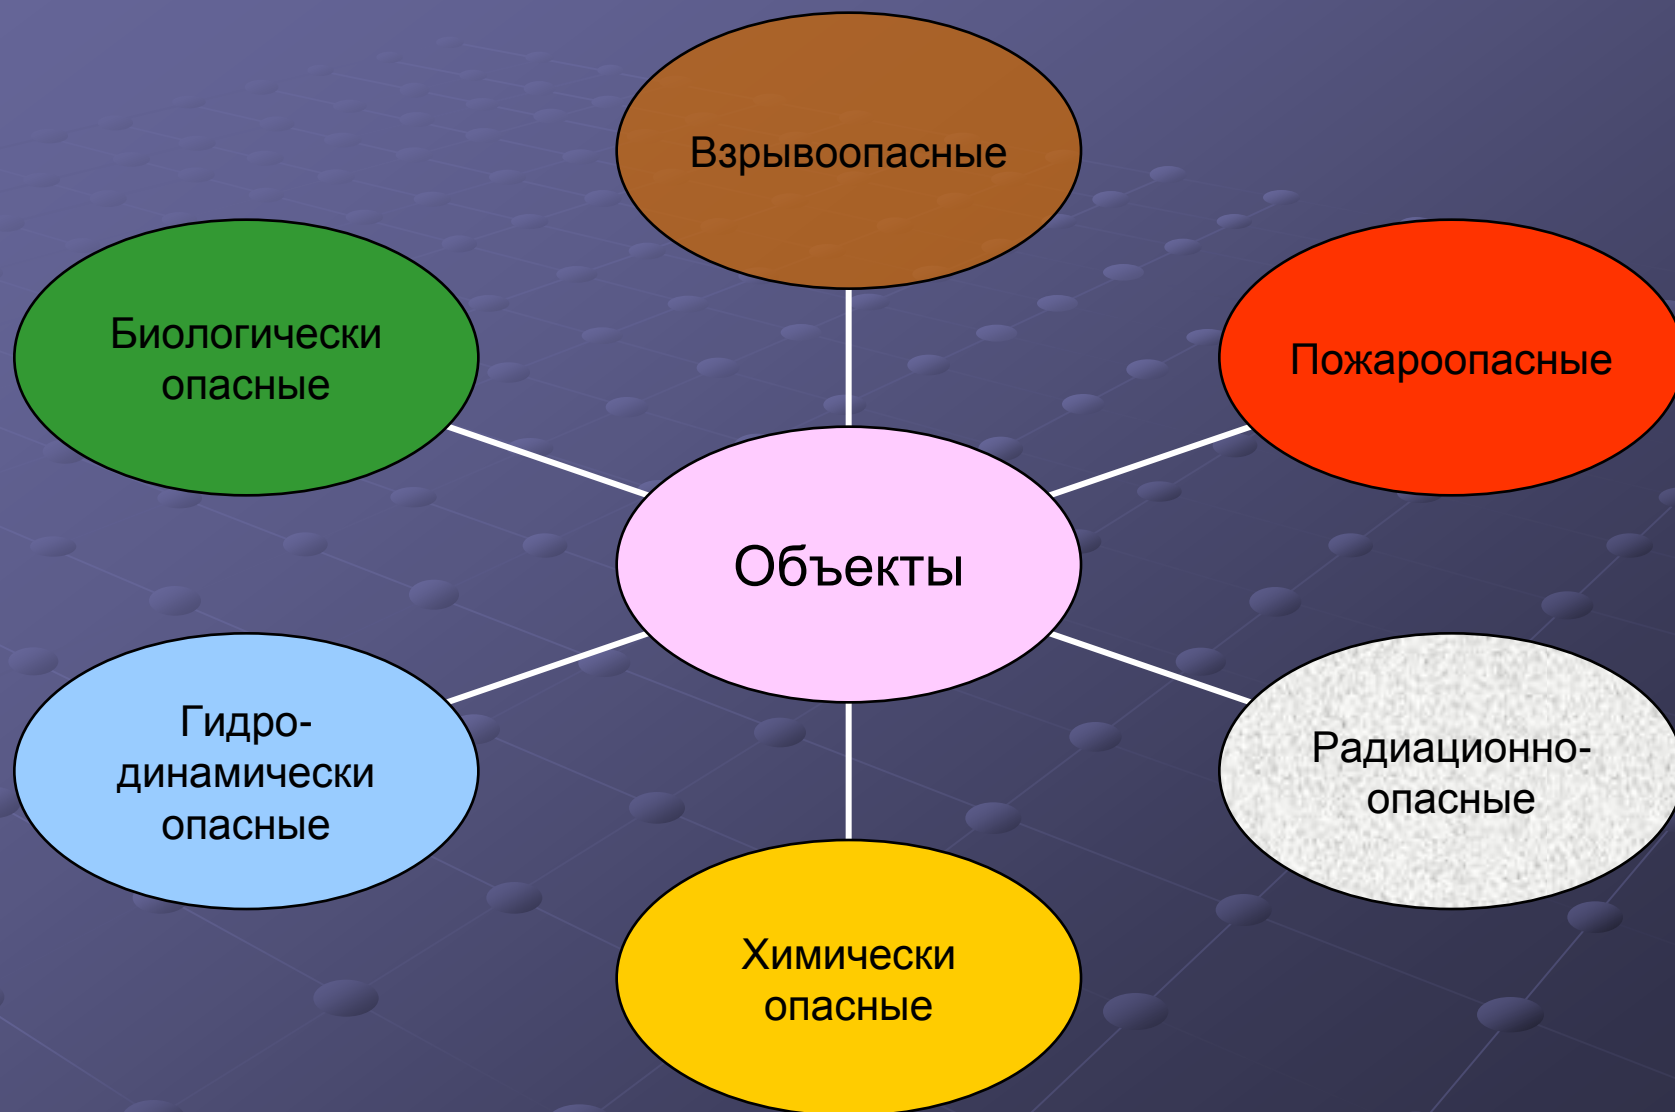 Взрывоопасные
Биологически
опасные
Пожароопасные
Объекты
Гидро-
динамически
опасные
Радиационно-
опасные
Химически
опасные